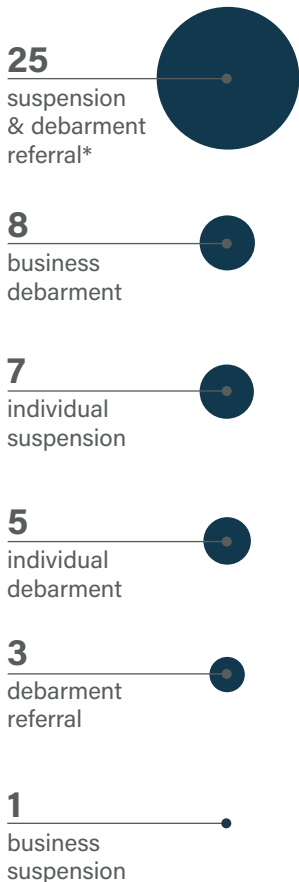 25
suspension
& debarment
referral*
8
business
debarment
7
individual
suspension
5
individual
debarment
3
debarment
referral
1
business
suspension